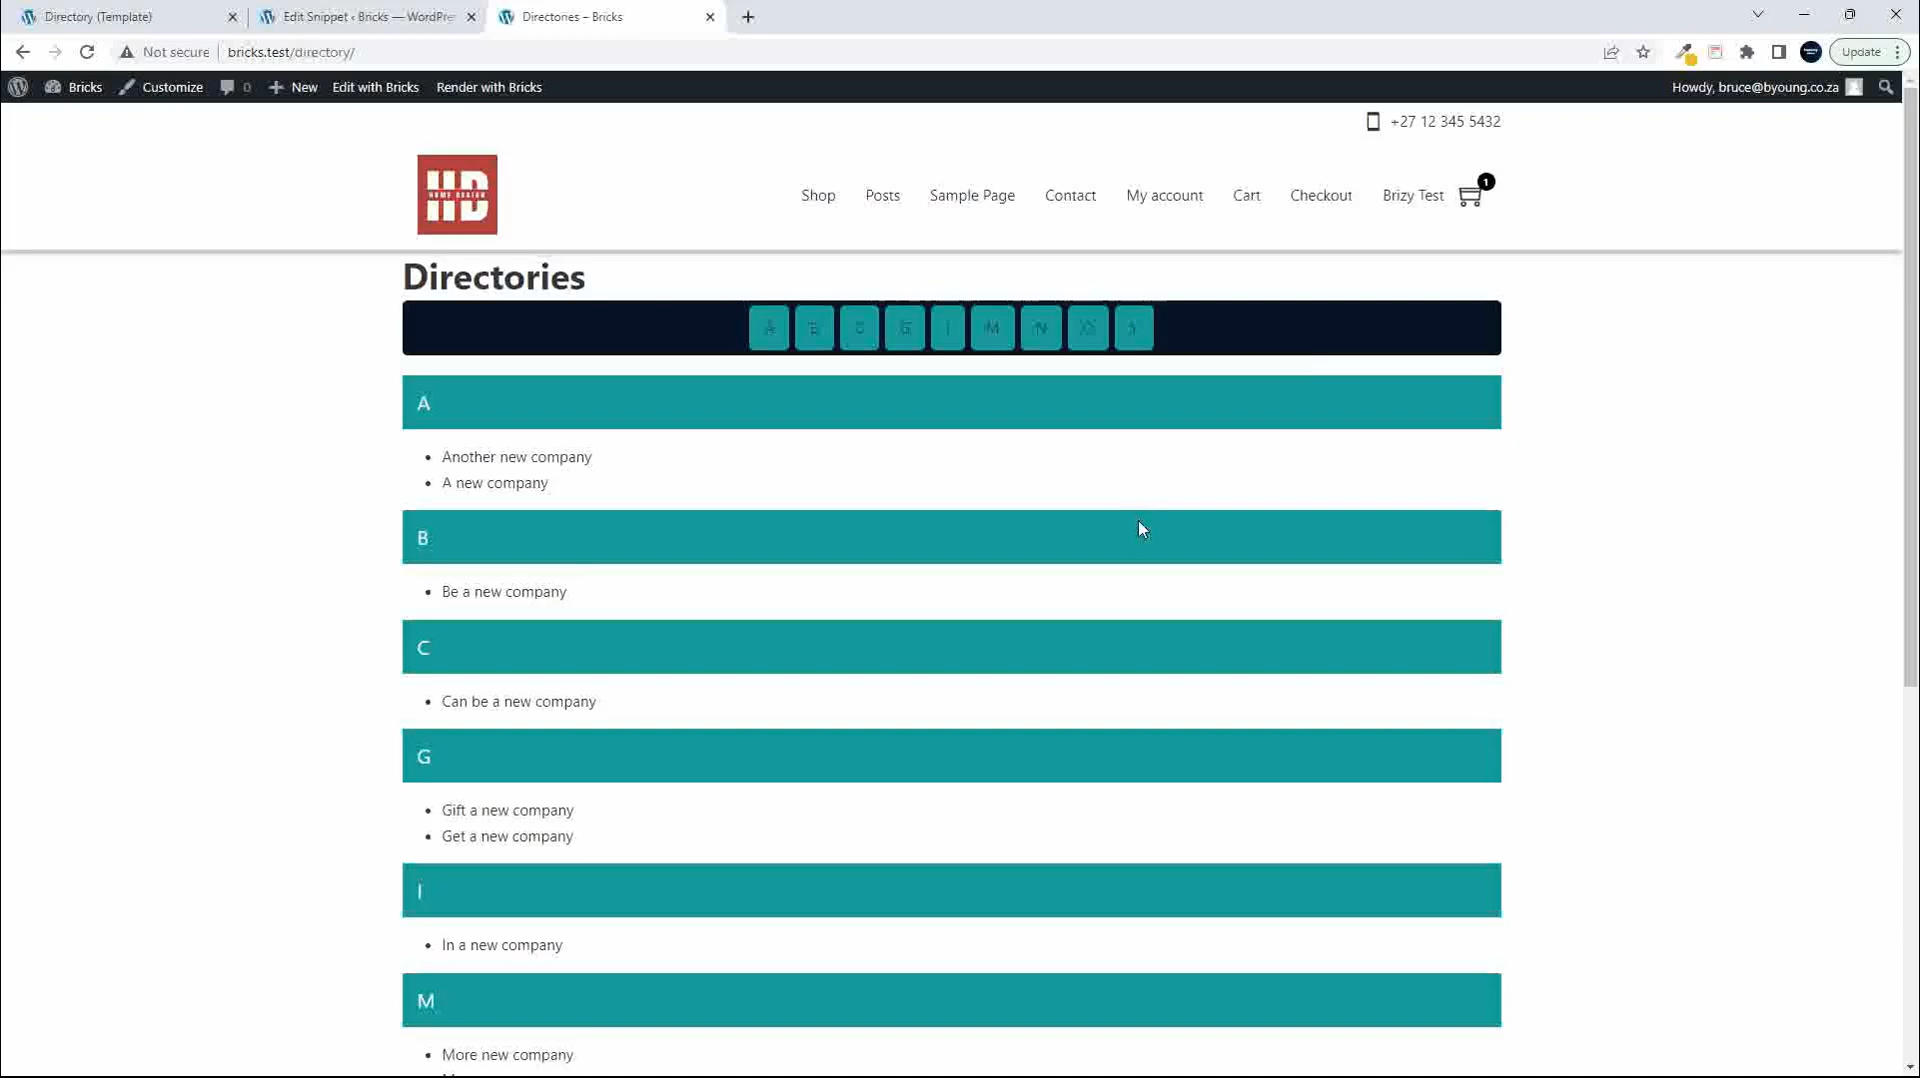 Directory (Template)
Edit Snippet ‹ Bricks — WordPre
Directories – Bricks
Not secure
bricks.test/directory/
Update
Bricks
Customize
0
New
Edit with Bricks
Render with Bricks
Howdy, bruce@byoung.co.za
+27 12 345 5432
HD
HOME DESIGN
Shop
Posts
Sample Page
Contact
My account
Cart
Checkout
Brizy Test
1
Directories
A B C G I M N
A
Another new company
A new company
B
Be a new company
C
Can be a new company
G
Gift a new company
Get a new company
I
In a new company
M
More new company